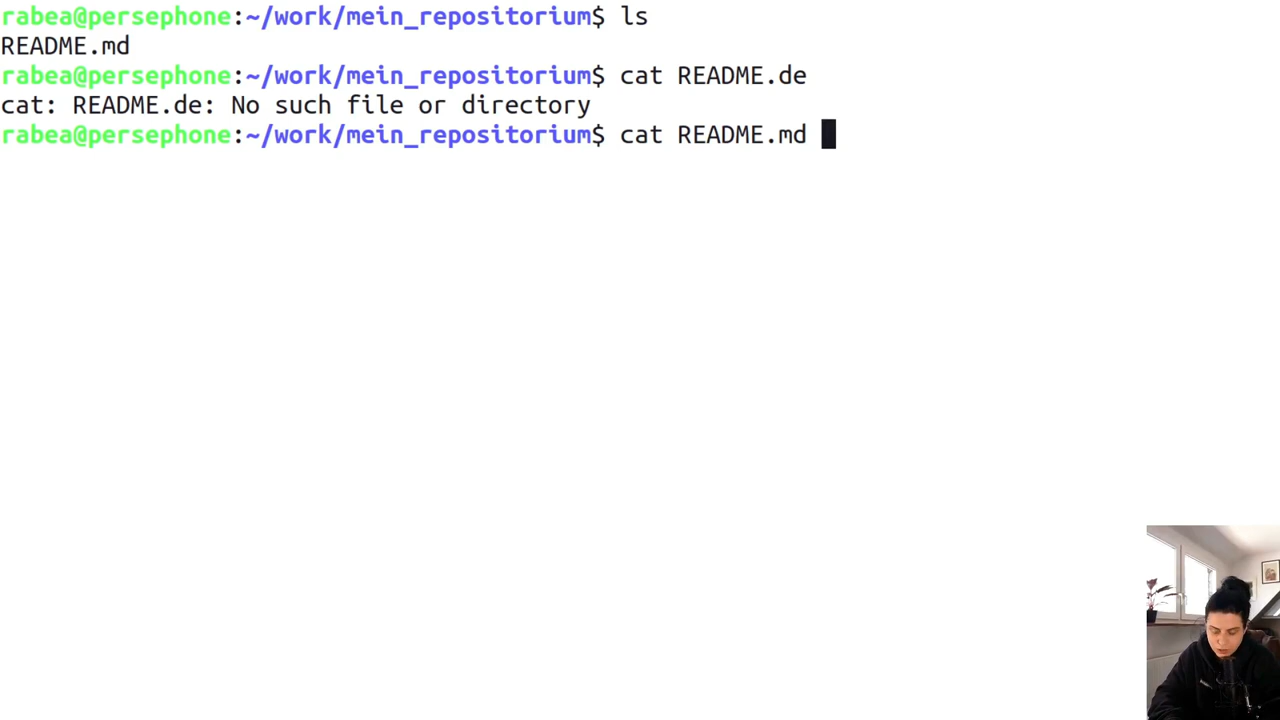 rabea@persephone:~/work/mein_repositorium$ ls
README.md
rabea@persephone:~/work/mein_repositorium$ cat README.de
cat: README.de: No such file or directory
rabea@persephone:~/work/mein_repositorium$ cat README.md